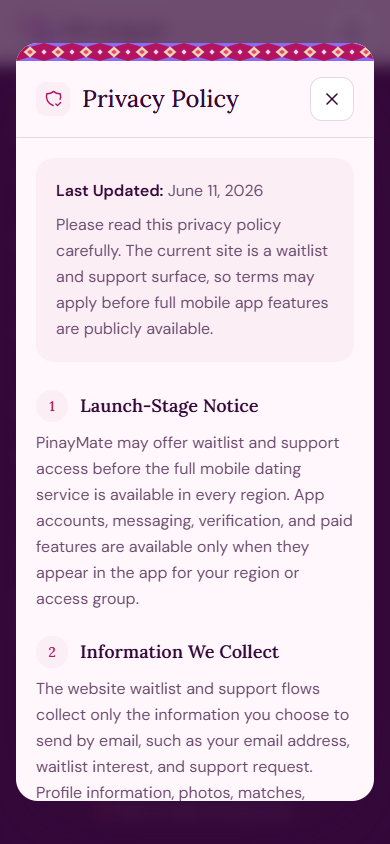 Privacy Policy
Last Updated: June 11, 2026
Please read this privacy policy
carefully. The current site is a waitlist
and support surface, so terms may
apply before full mobile app features
are publicly available.
1 Launch-Stage Notice
PinayMate may offer waitlist and support
access before the full mobile dating
service is available in every region. App
accounts, messaging, verification, and paid
features are available only when they
appear in the app for your region or
access group.
2 Information We Collect
The website waitlist and support flows
collect only the information you choose to
send by email, such as your email address,
waitlist interest, and support request.
Profile information, photos, matches,